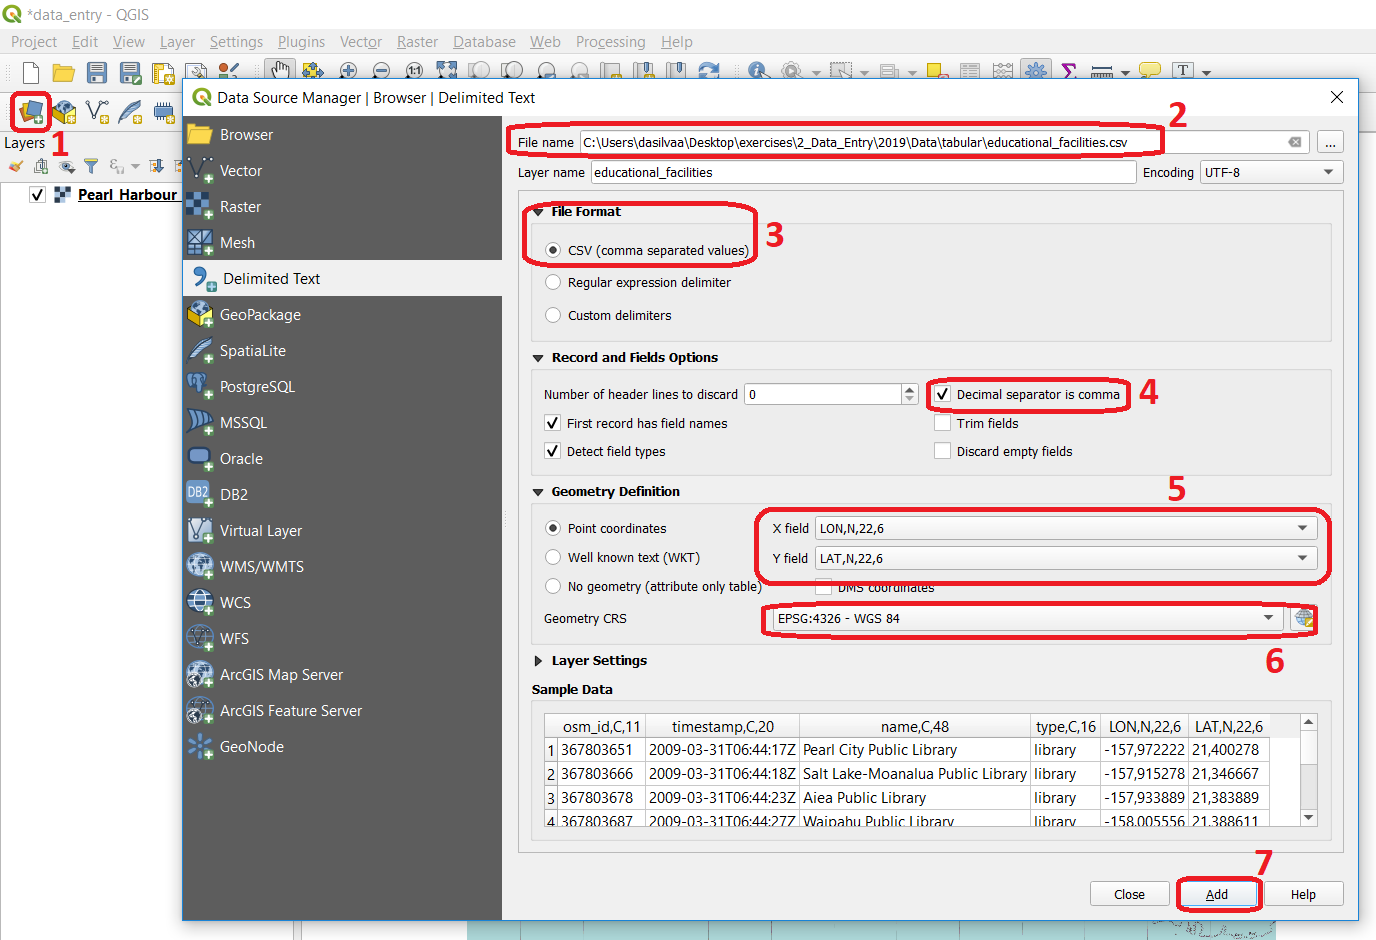 *data_entry - QGIS
Project Edit View Layer Settings Plugins Vector Raster Database Web Processing Help
1:1
T
Data Source Manager | Browser | Delimited Text
1
2
Layers
Pearl Harbour
Browser
Vector
Raster
Mesh
Delimited Text
GeoPackage
SpatiaLite
PostgreSQL
MSSQL
Oracle
DB2 DB2
Virtual Layer
WMS/WMTS
WCS
WFS
ArcGIS Map Server
ArcGIS Feature Server
GeoNode
File name C:\Users\dasilvaa\Desktop\exercises\2_Data_Entry\2019\Data\tabular\educational_facilities.csv ...
Layer name educational_facilities Encoding UTF-8
File Format
3
CSV (comma separated values)
Regular expression delimiter
Custom delimiters
Record and Fields Options
Number of header lines to discard 0 Decimal separator is comma 4
First record has field names Trim fields
Detect field types Discard empty fields
Geometry Definition 5
Point coordinates X field LON,N,22,6
Well known text (WKT) Y field LAT,N,22,6
No geometry (attribute only table) DMS coordinates
Geometry CRS EPSG:4326 - WGS 84
6
Layer Settings
Sample Data
osm_id,C,11 timestamp,C,20 name,C,48 type,C,16 LON,N,22,6 LAT,N,22,6
1 367803651 2009-03-31T06:44:17Z Pearl City Public Library library -157,972222 21,400278
2 367803666 2009-03-31T06:44:18Z Salt Lake-Moanalua Public Library library -157,915278 21,346667
3 367803678 2009-03-31T06:44:23Z Aiea Public Library library -157,933889 21,383889
4 367803687 2009-03-31T06:44:27Z Waipahu Public Library library -158,005556 21,388611
7
Close Add Help